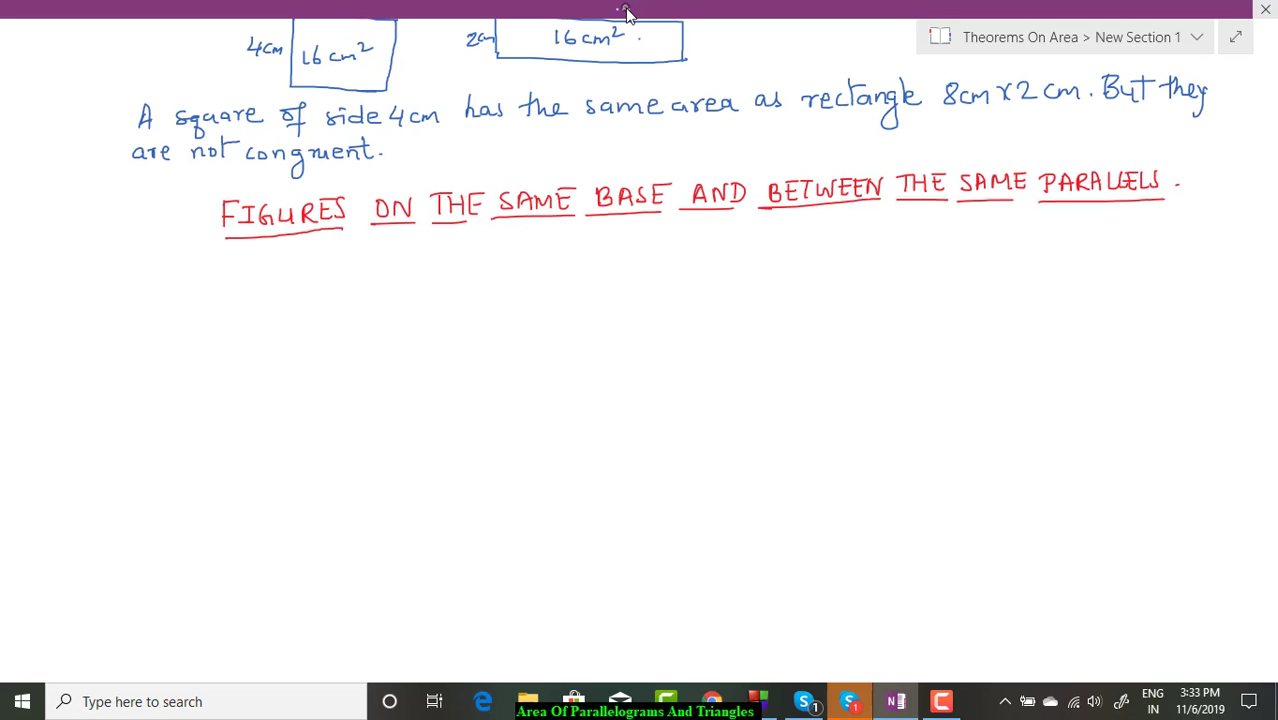 4cm 16 cm² 2cm 16 cm²
Theorems On Area > New Section 1
A square of side 4cm has the same area as rectangle 8cm x 2 cm. But they
are not congruent.
FIGURES ON THE SAME BASE AND BETWEEN THE SAME PARALLELS.
Type here to search
1
1
ENG
IN
3:33 PM
11/6/2019
Area Of Parallelograms And Triangles